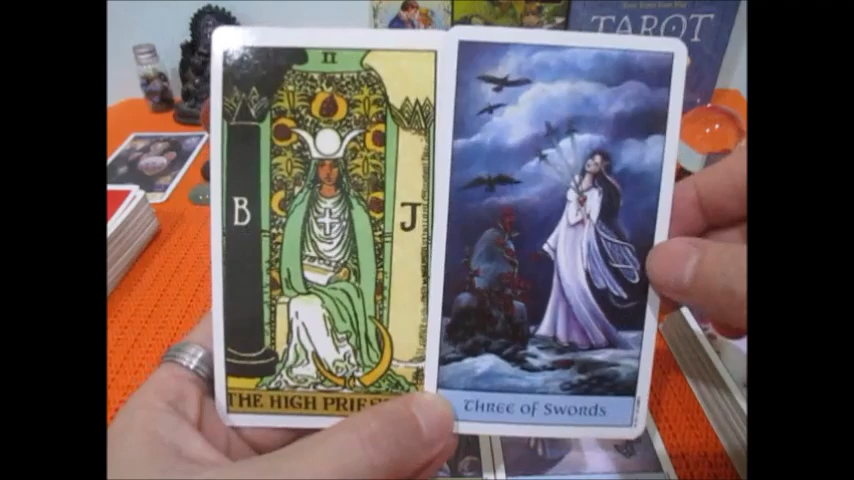 TAROT
II
B
J
THE HIGH PRIES
THREE OF SWORDS